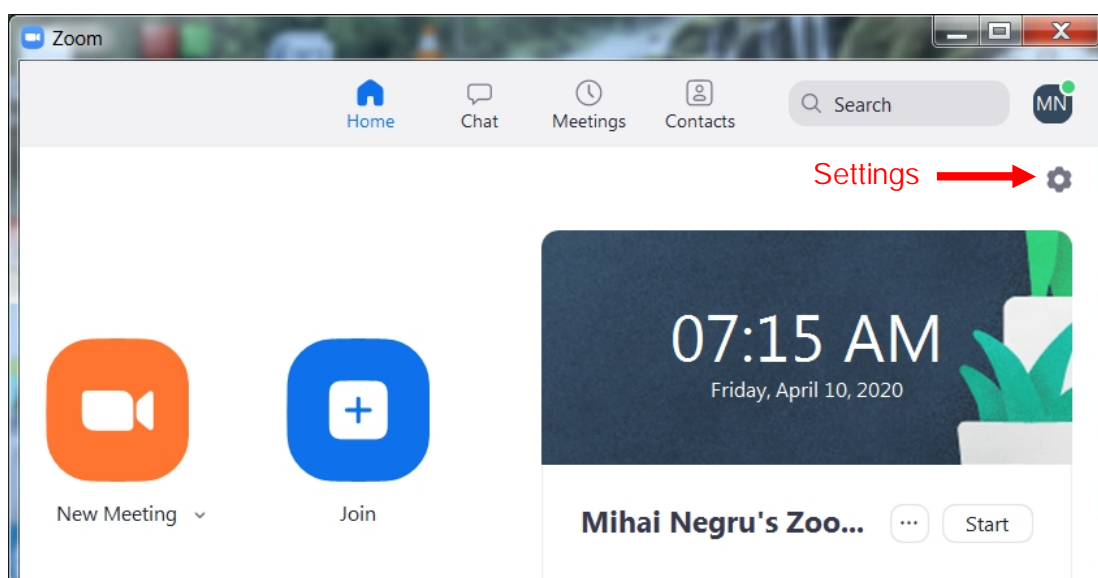 Zoom
Home Chat Meetings Contacts Search MN
Settings
07:15 AM
Friday, April 10, 2020
New Meeting Join
Mihai Negru's Zoo... ... Start